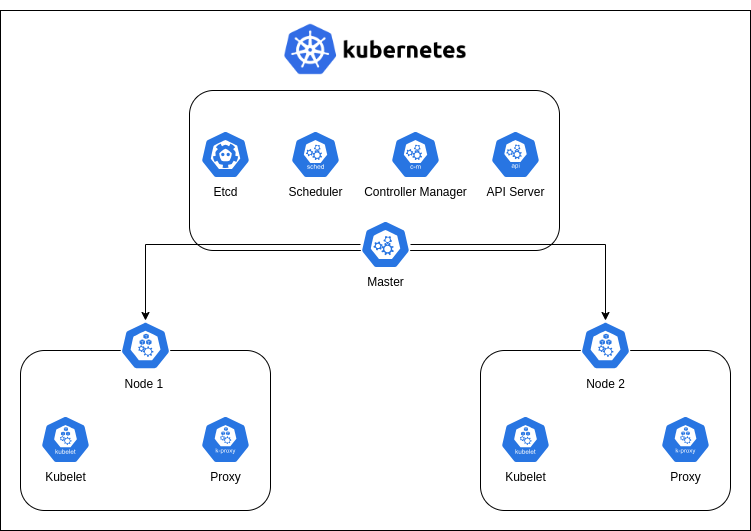 kubernetes
sched
c-m
api
Etcd
Scheduler
Controller Manager
API Server
Master
Node 1
Node 2
kubelet
k-proxy
kubelet
k-proxy
Kubelet
Proxy
Kubelet
Proxy